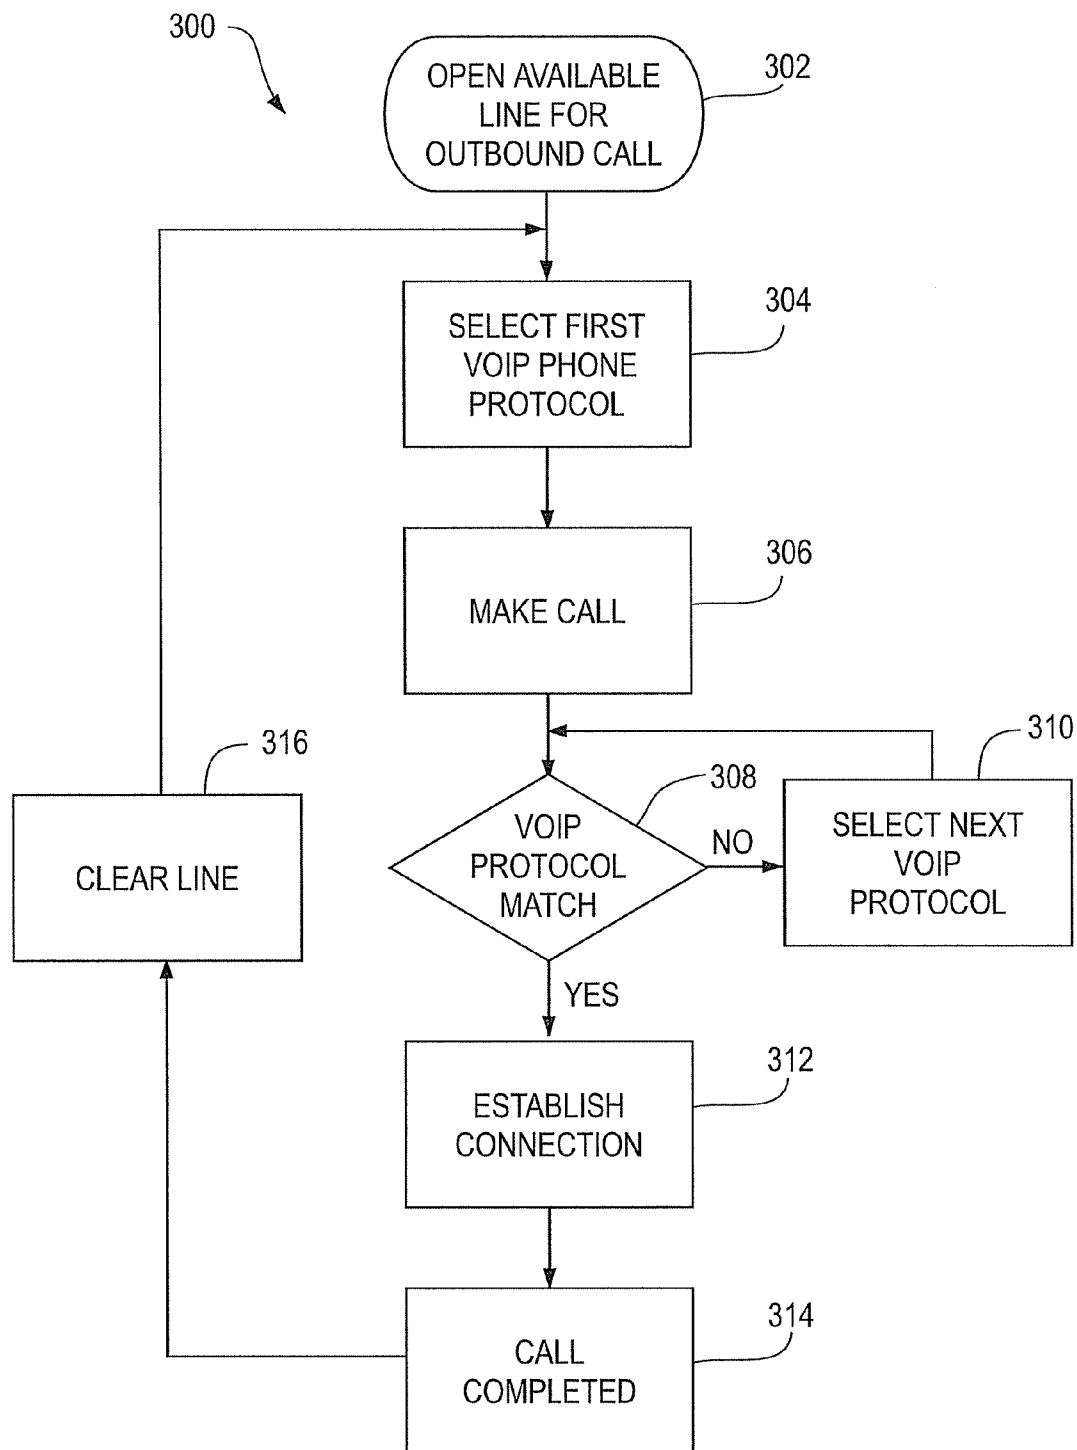 300
OPEN AVAILABLE
LINE FOR
OUTBOUND CALL
302
SELECT FIRST
VOIP PHONE
PROTOCOL
304
MAKE CALL
306
316
CLEAR LINE
VOIP
PROTOCOL
MATCH
308
NO
310
SELECT NEXT
VOIP
PROTOCOL
YES
ESTABLISH
CONNECTION
312
CALL
COMPLETED
314